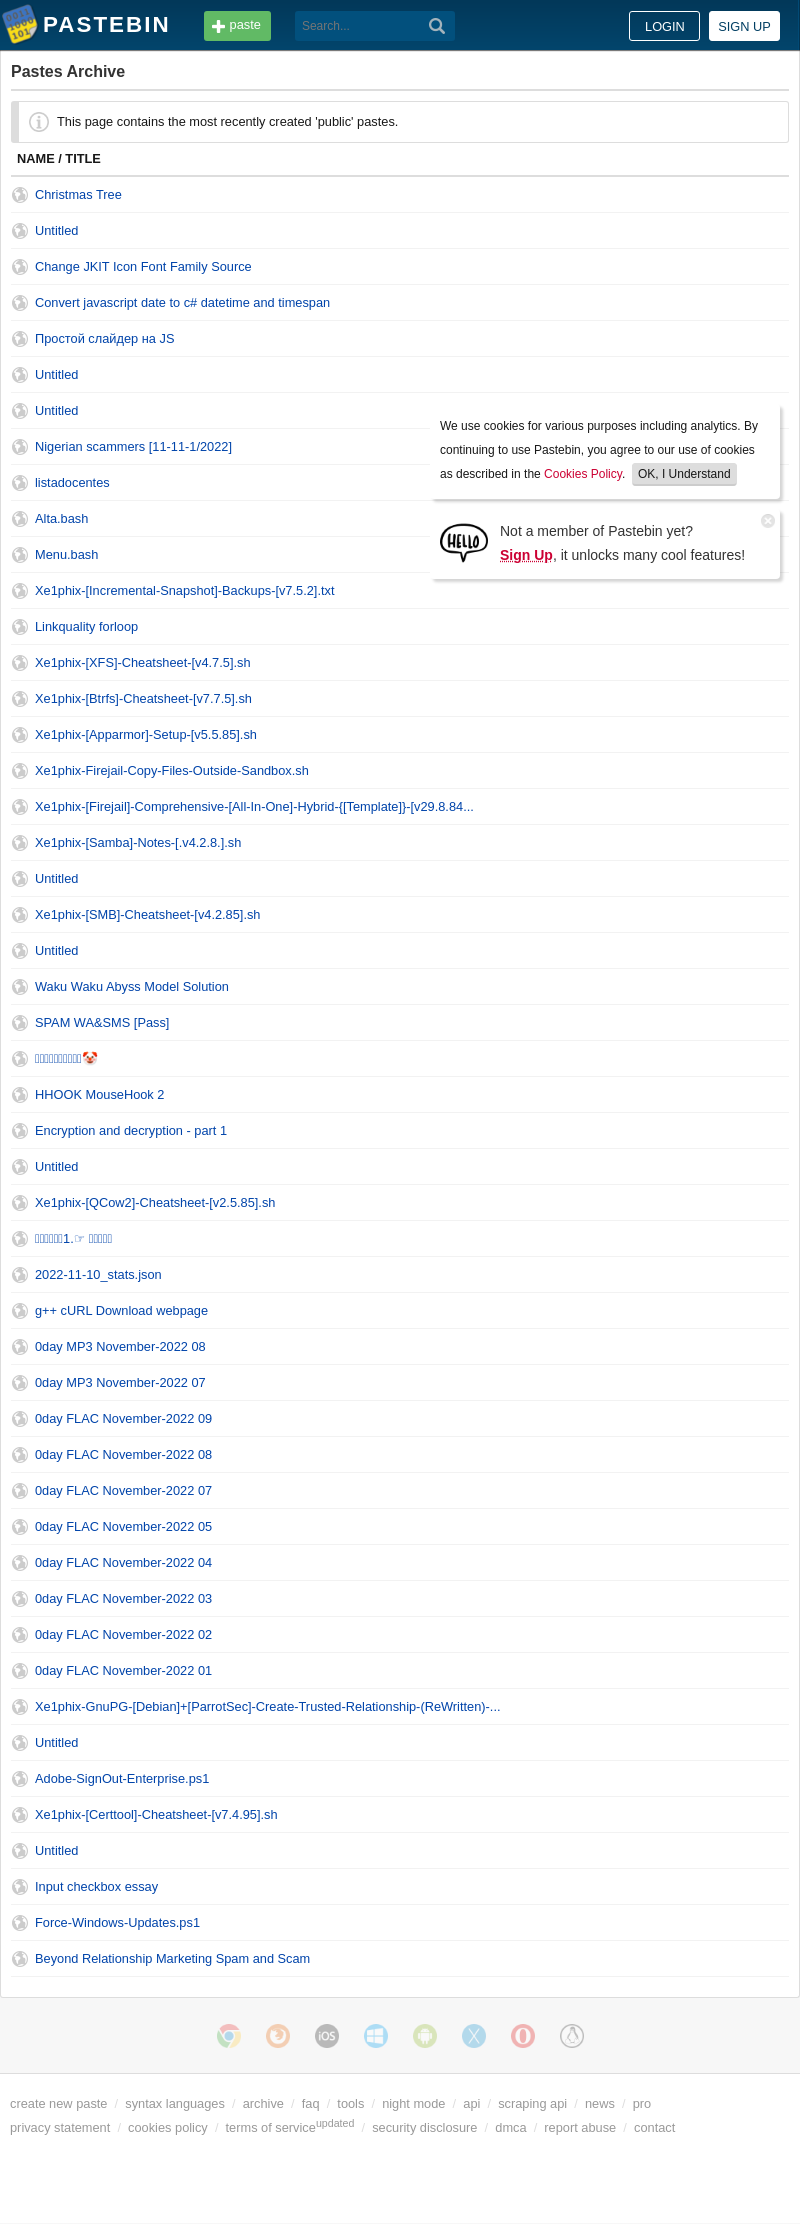 PASTEBIN
paste
Search...
LOGIN
SIGN UP
Pastes Archive
This page contains the most recently created 'public' pastes.
NAME / TITLE
Christmas Tree
Untitled
Change JKIT Icon Font Family Source
Convert javascript date to c# datetime and timespan
Простой слайдер на JS
Untitled
Untitled
Nigerian scammers [11-11-1/2022]
listadocentes
Alta.bash
Menu.bash
We use cookies for various purposes including analytics. By
continuing to use Pastebin, you agree to our use of cookies
as described in the Cookies Policy. OK, I Understand
HELLO
Not a member of Pastebin yet?
Sign Up, it unlocks many cool features!
Xe1phix-[Incremental-Snapshot]-Backups-[v7.5.2].txt
Linkquality forloop
Xe1phix-[XFS]-Cheatsheet-[v4.7.5].sh
Xe1phix-[Btrfs]-Cheatsheet-[v7.7.5].sh
Xe1phix-[Apparmor]-Setup-[v5.5.85].sh
Xe1phix-Firejail-Copy-Files-Outside-Sandbox.sh
Xe1phix-[Firejail]-Comprehensive-[All-In-One]-Hybrid-{[Template]}-[v29.8.84...
Xe1phix-[Samba]-Notes-[.v4.2.8.].sh
Untitled
Xe1phix-[SMB]-Cheatsheet-[v4.2.85].sh
Untitled
Waku Waku Abyss Model Solution
SPAM WA&SMS [Pass]
🤡
HHOOK MouseHook 2
Encryption and decryption - part 1
Untitled
Xe1phix-[QCow2]-Cheatsheet-[v2.5.85].sh
1.☞
2022-11-10_stats.json
g++ cURL Download webpage
0day MP3 November-2022 08
0day MP3 November-2022 07
0day FLAC November-2022 09
0day FLAC November-2022 08
0day FLAC November-2022 07
0day FLAC November-2022 05
0day FLAC November-2022 04
0day FLAC November-2022 03
0day FLAC November-2022 02
0day FLAC November-2022 01
Xe1phix-GnuPG-[Debian]+[ParrotSec]-Create-Trusted-Relationship-(ReWritten)-...
Untitled
Adobe-SignOut-Enterprise.ps1
Xe1phix-[Certtool]-Cheatsheet-[v7.4.95].sh
Untitled
Input checkbox essay
Force-Windows-Updates.ps1
Beyond Relationship Marketing Spam and Scam
iOS
create new paste / syntax languages / archive / faq / tools / night mode / api / scraping api / news / pro
privacy statement / cookies policy / terms of serviceupdated / security disclosure / dmca / report abuse / contact